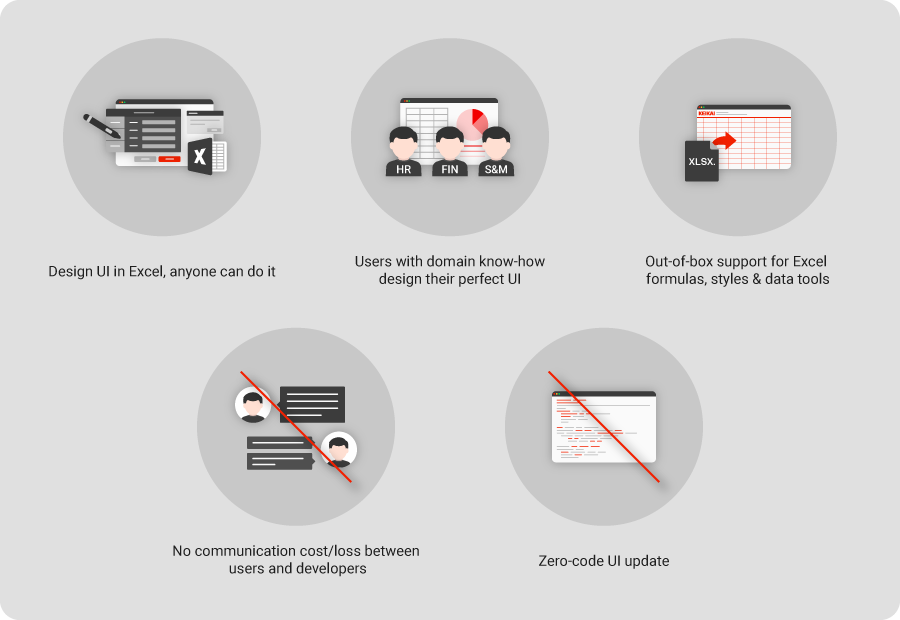 X
HR
FIN
S&M
KEIKAI
XLSX.
Design UI in Excel, anyone can do it
Users with domain know-how
design their perfect UI
Out-of-box support for Excel
formulas, styles & data tools
No communication cost/loss between
users and developers
Zero-code UI update